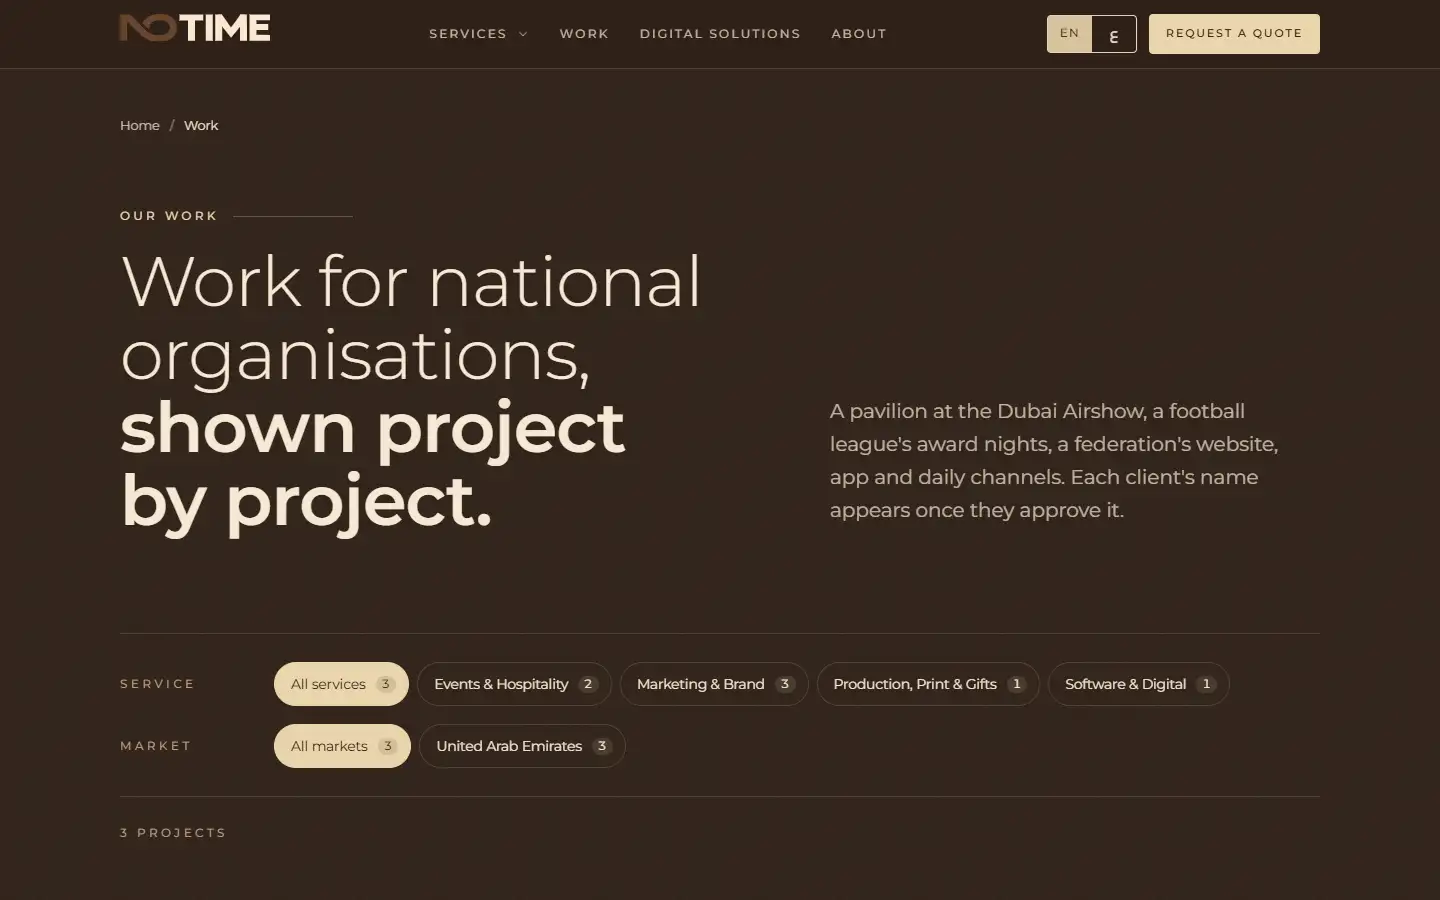 NOTIME
SERVICES
WORK
DIGITAL SOLUTIONS
ABOUT
EN
ع
REQUEST A QUOTE
Home / Work
OUR WORK
Work for national
organisations,
shown project
by project.
A pavilion at the Dubai Airshow, a football
league's award nights, a federation's website,
app and daily channels. Each client's name
appears once they approve it.
SERVICE
All services 3
Events & Hospitality 2
Marketing & Brand 3
Production, Print & Gifts 1
Software & Digital 1
MARKET
All markets 3
United Arab Emirates 3
3 PROJECTS